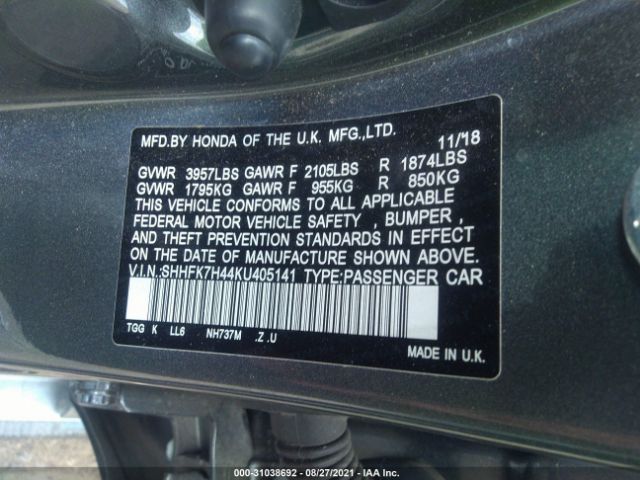 MFD.BY HONDA OF THE U.K. MFG.,LTD. 11/18
GVWR 3957LBS GAWR F 2105LBS R 1874LBS
GVWR 1795KG GAWR F 955KG R 850KG
THIS VEHICLE CONFORMS TO ALL APPLICABLE
FEDERAL MOTOR VEHICLE SAFETY , BUMPER ,
AND THEFT PREVENTION STANDARDS IN EFFECT
ON THE DATE OF MANUFACTURE SHOWN ABOVE.
V.I.N.:SHHFK7H44KU405141 TYPE:PASSENGER CAR
TGG K LL6 NH737M .Z .U
MADE IN U.K.
000-31038692 - 08/27/2021 - IAA Inc.